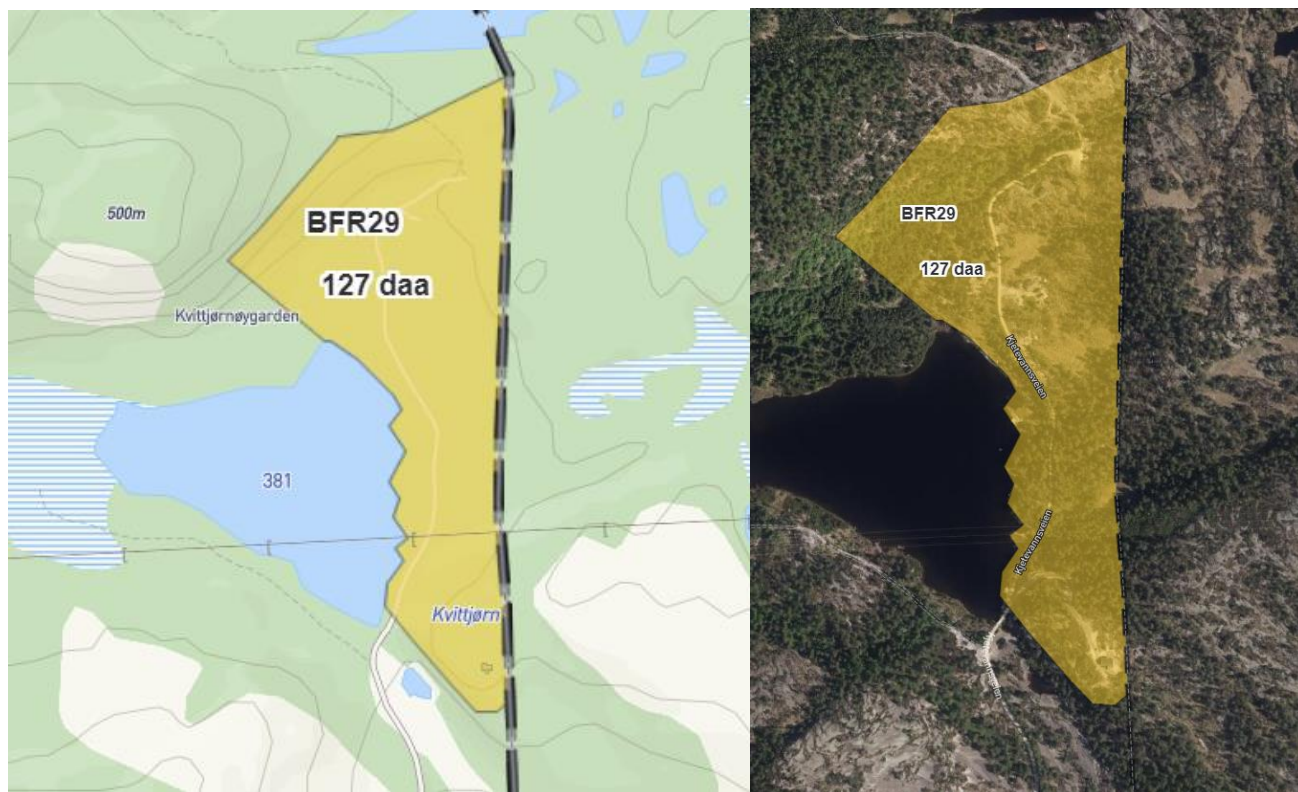 BFR29
500m
127 daa
Kvittjørnøygarden
381
Kvittjørn
BFR29
127 daa
Kjetevannsveien
Kjetevannsveien